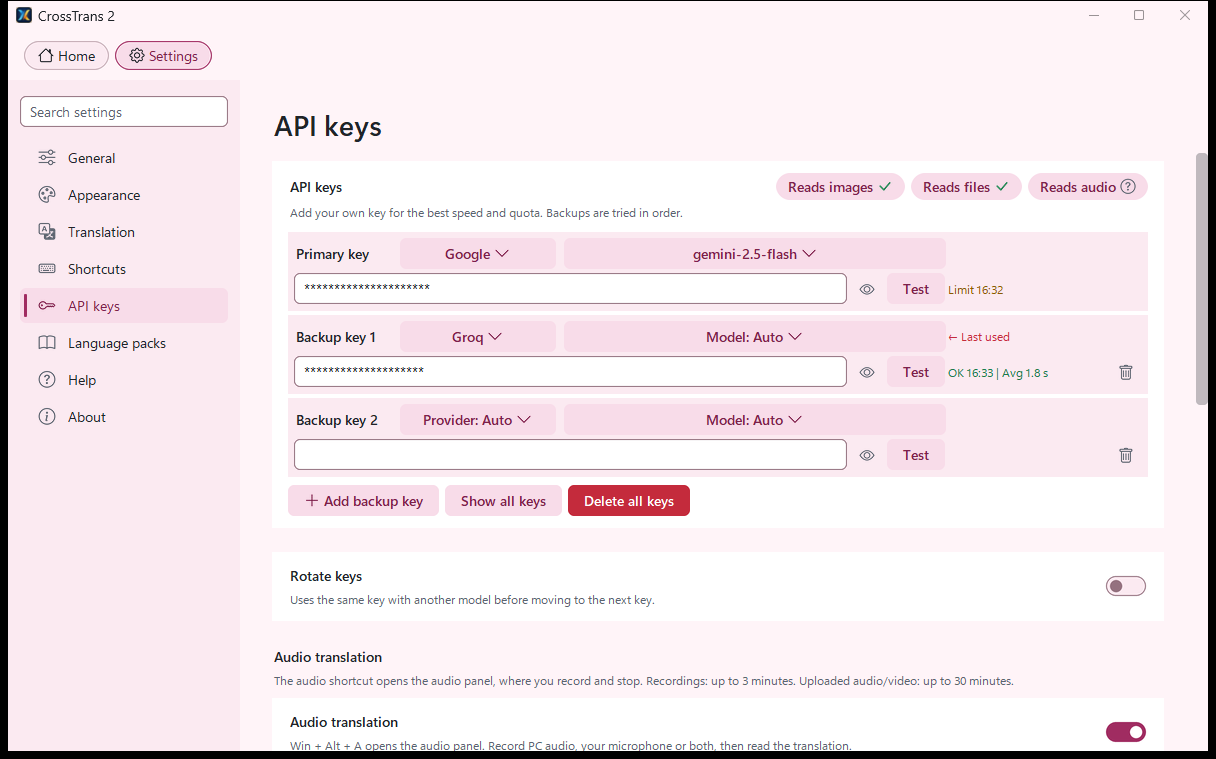 CrossTrans 2
Home
Settings
Search settings
General
Appearance
Translation
Shortcuts
API keys
Language packs
Help
About
API keys
API keys
Reads images
Reads files
Reads audio
Add your own key for the best speed and quota. Backups are tried in order.
Primary key
Google
gemini-2.5-flash
*********************
Test
Limit 16:32
Backup key 1
Groq
Model: Auto
← Last used
********************
Test
OK 16:33 | Avg 1.8 s
Backup key 2
Provider: Auto
Model: Auto
Test
+ Add backup key
Show all keys
Delete all keys
Rotate keys
Uses the same key with another model before moving to the next key.
Audio translation
The audio shortcut opens the audio panel, where you record and stop. Recordings: up to 3 minutes. Uploaded audio/video: up to 30 minutes.
Audio translation
Win + Alt + A opens the audio panel. Record PC audio, your microphone or both, then read the translation.